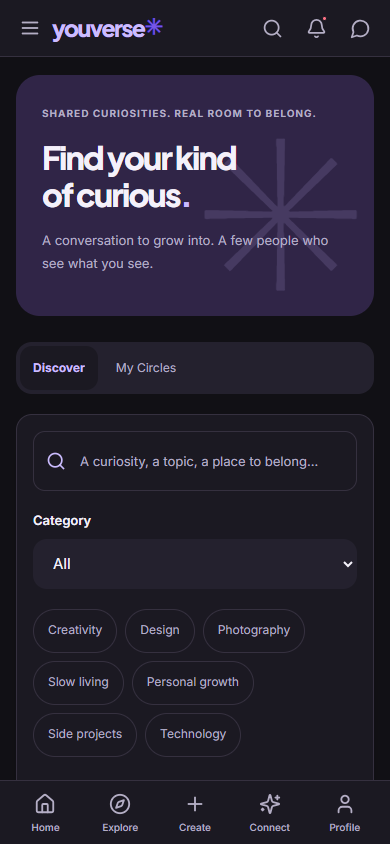 youverse
SHARED CURIOSITIES. REAL ROOM TO BELONG.
Find your kind
of curious.
A conversation to grow into. A few people who
see what you see.
Discover
My Circles
A curiosity, a topic, a place to belong...
Category
All
Creativity
Design
Photography
Slow living
Personal growth
Side projects
Technology
Home
Explore
Create
Connect
Profile